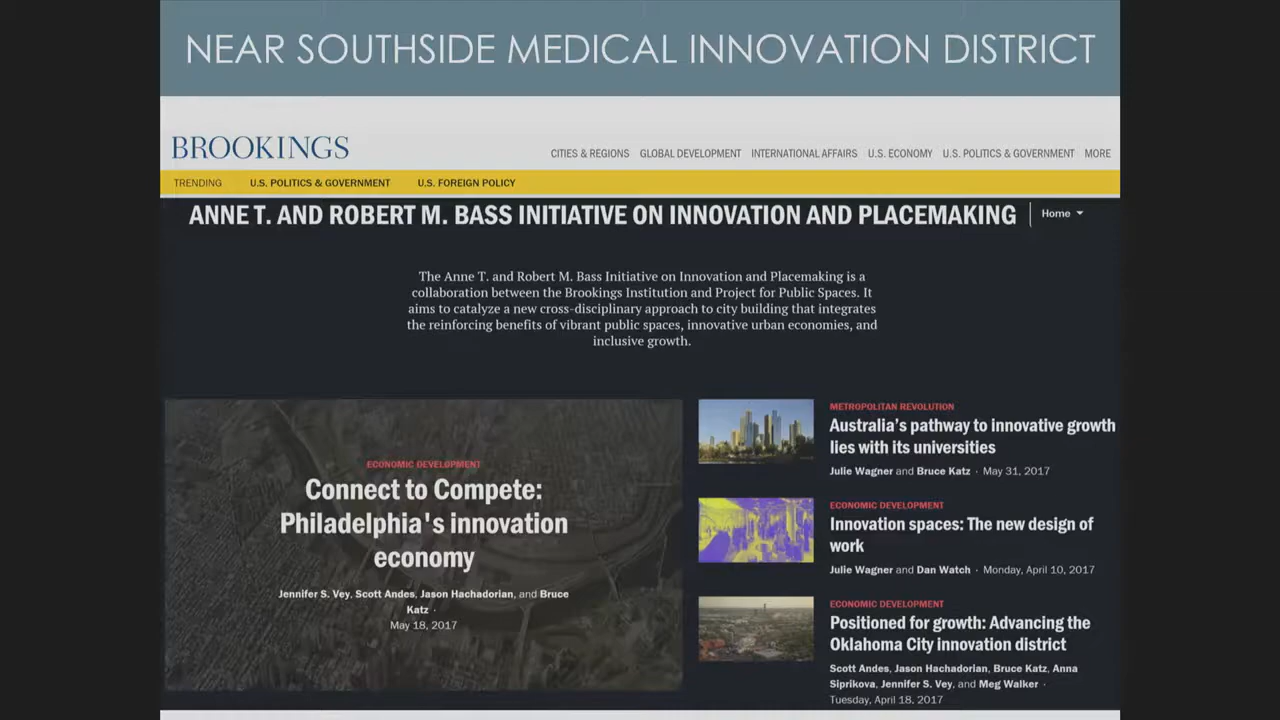 NEAR SOUTHSIDE MEDICAL INNOVATION DISTRICT
BROOKINGS
CITIES & REGIONS GLOBAL DEVELOPMENT INTERNATIONAL AFFAIRS U.S. ECONOMY U.S. POLITICS & GOVERNMENT MORE
TRENDING U.S. POLITICS & GOVERNMENT U.S. FOREIGN POLICY
ANNE T. AND ROBERT M. BASS INITIATIVE ON INNOVATION AND PLACEMAKING Home
The Anne T. and Robert M. Bass Initiative on Innovation and Placemaking is a
collaboration between the Brookings Institution and Project for Public Spaces. It
aims to catalyze a new cross-disciplinary approach to city building that integrates
the reinforcing benefits of vibrant public spaces, innovative urban economies, and
inclusive growth.
ECONOMIC DEVELOPMENT
Connect to Compete:
Philadelphia's innovation
economy
Jennifer S. Vey, Scott Andes, Jason Hachadorian, and Bruce
Katz ·
May 18, 2017
METROPOLITAN REVOLUTION
Australia's pathway to innovative growth
lies with its universities
Julie Wagner and Bruce Katz · May 31, 2017
ECONOMIC DEVELOPMENT
Innovation spaces: The new design of
work
Julie Wagner and Dan Watch · Monday, April 10, 2017
ECONOMIC DEVELOPMENT
Positioned for growth: Advancing the
Oklahoma City innovation district
Scott Andes, Jason Hachadorian, Bruce Katz, Anna
Siprikova, Jennifer S. Vey, and Meg Walker ·
Tuesday, April 18, 2017